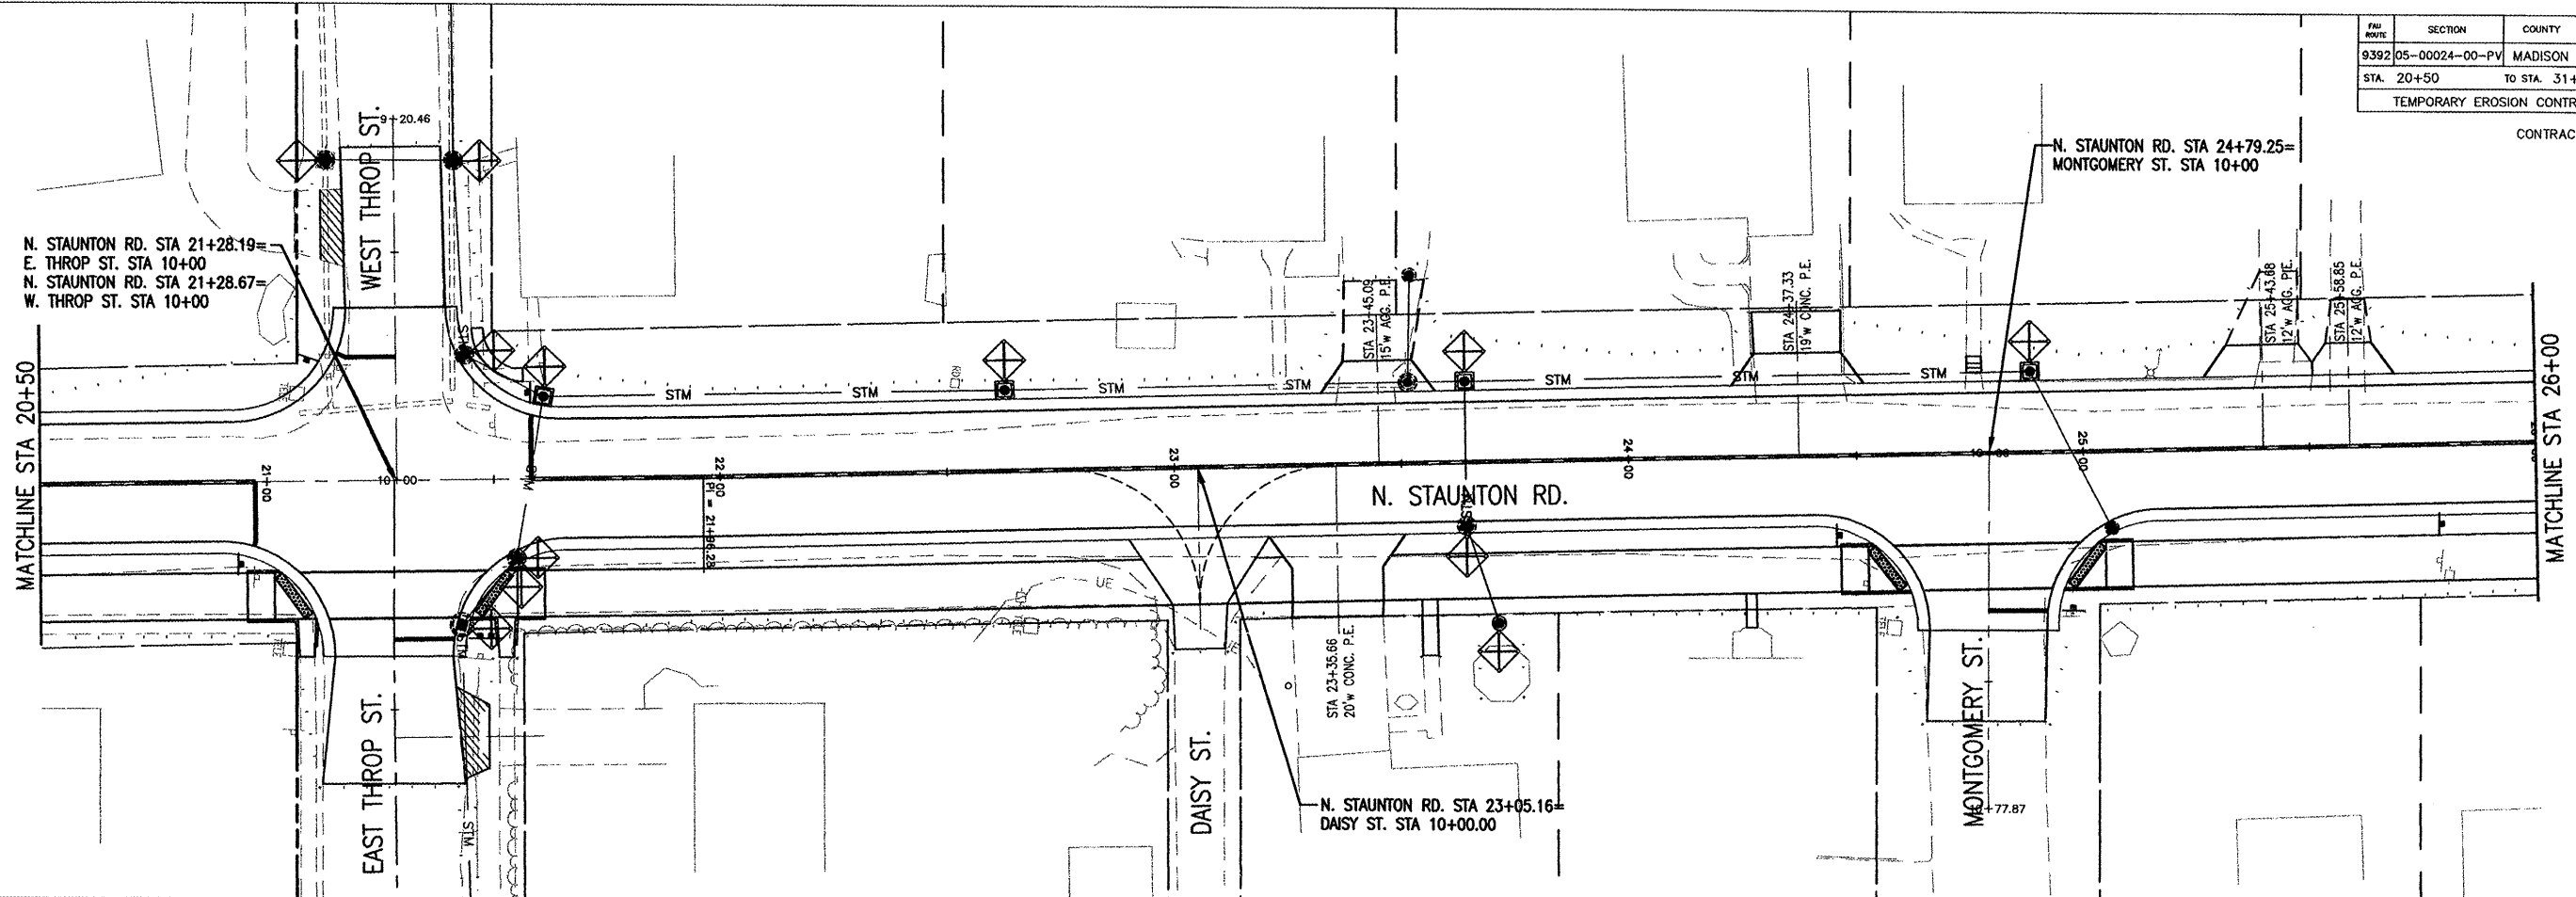 FAU ROUTE SECTION COUNTY
9392 05-00024-00-PV MADISON
STA. 20+50 TO STA. 31+
TEMPORARY EROSION CONTR
CONTRAC
9+20.46
WEST THROP ST.
N. STAUNTON RD. STA 24+79.25=
MONTGOMERY ST. STA 10+00
N. STAUNTON RD. STA 21+28.19=
E. THROP ST. STA 10+00
N. STAUNTON RD. STA 21+28.67=
W. THROP ST. STA 10+00
STA 23+45.09
15'w AGG. P.E.
STA 24+37.33
19'w CONC. P.E.
STA 25+43.68
12'w AGG. P.E.
STA 25+58.85
12'w AGG. P.E.
MATCHLINE STA 20+50
MATCHLINE STA 26+00
STM
STM
STM
STM
STM
STM
STM
21+00
10+00
22+00
PI = 21+96.28
23+00
24+00
25+00
10+00
N. STAUNTON RD.
UE
STA 23+35.66
20'w CONC. P.E.
EAST THROP ST.
STM
DAISY ST.
MONTGOMERY ST.
10+77.87
N. STAUNTON RD. STA 23+05.16=
DAISY ST. STA 10+00.00